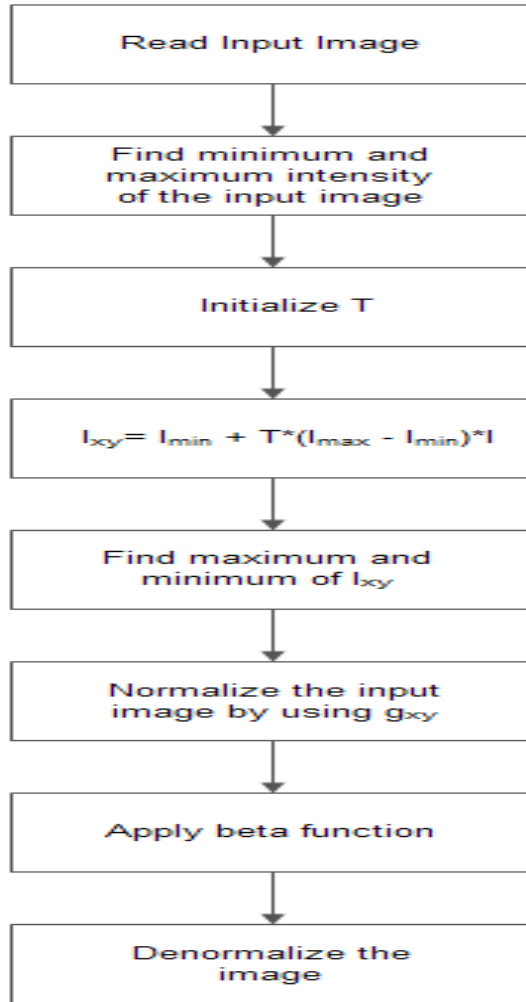 Read Input Image
Find minimum and
maximum intensity
of the input image
Initialize T
Ixy= Imin + T*(Imax - Imin)*I
Find maximum and
minimum of Ixy
Normalize the input
image by using gxy
Apply beta function
Denormalize the
image